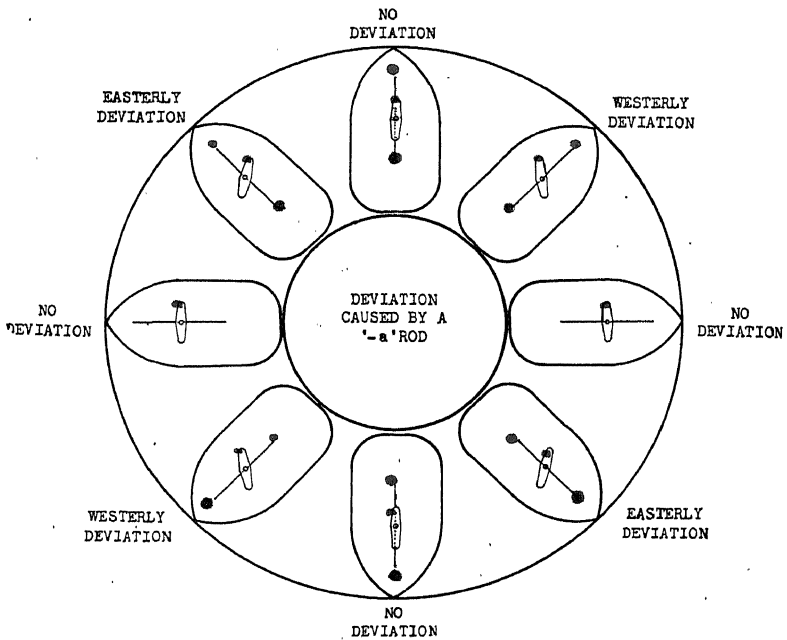 NO
DEVIATION
EASTERLY
DEVIATION
WESTERLY
DEVIATION
NO
DEVIATION
DEVIATION
CAUSED BY A
'-a' ROD
NO
DEVIATION
WESTERLY
DEVIATION
EASTERLY
DEVIATION
NO
DEVIATION